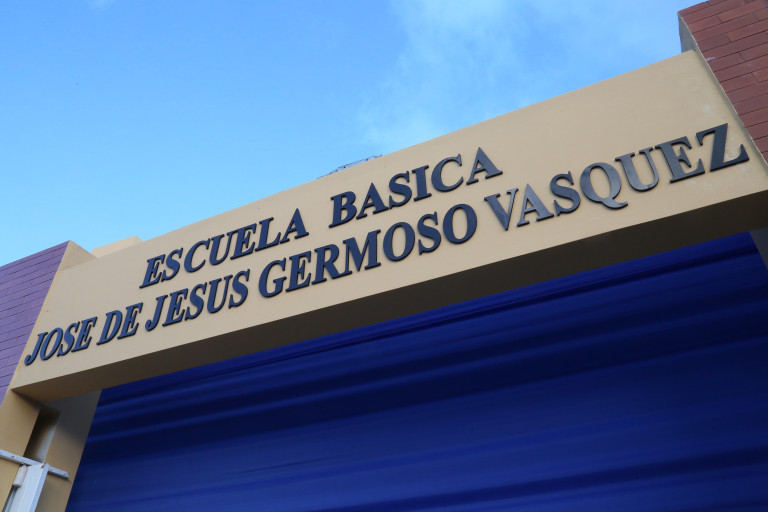 ESCUELA BASICA
JOSE DE JESUS GERMOSO VASQUEZ